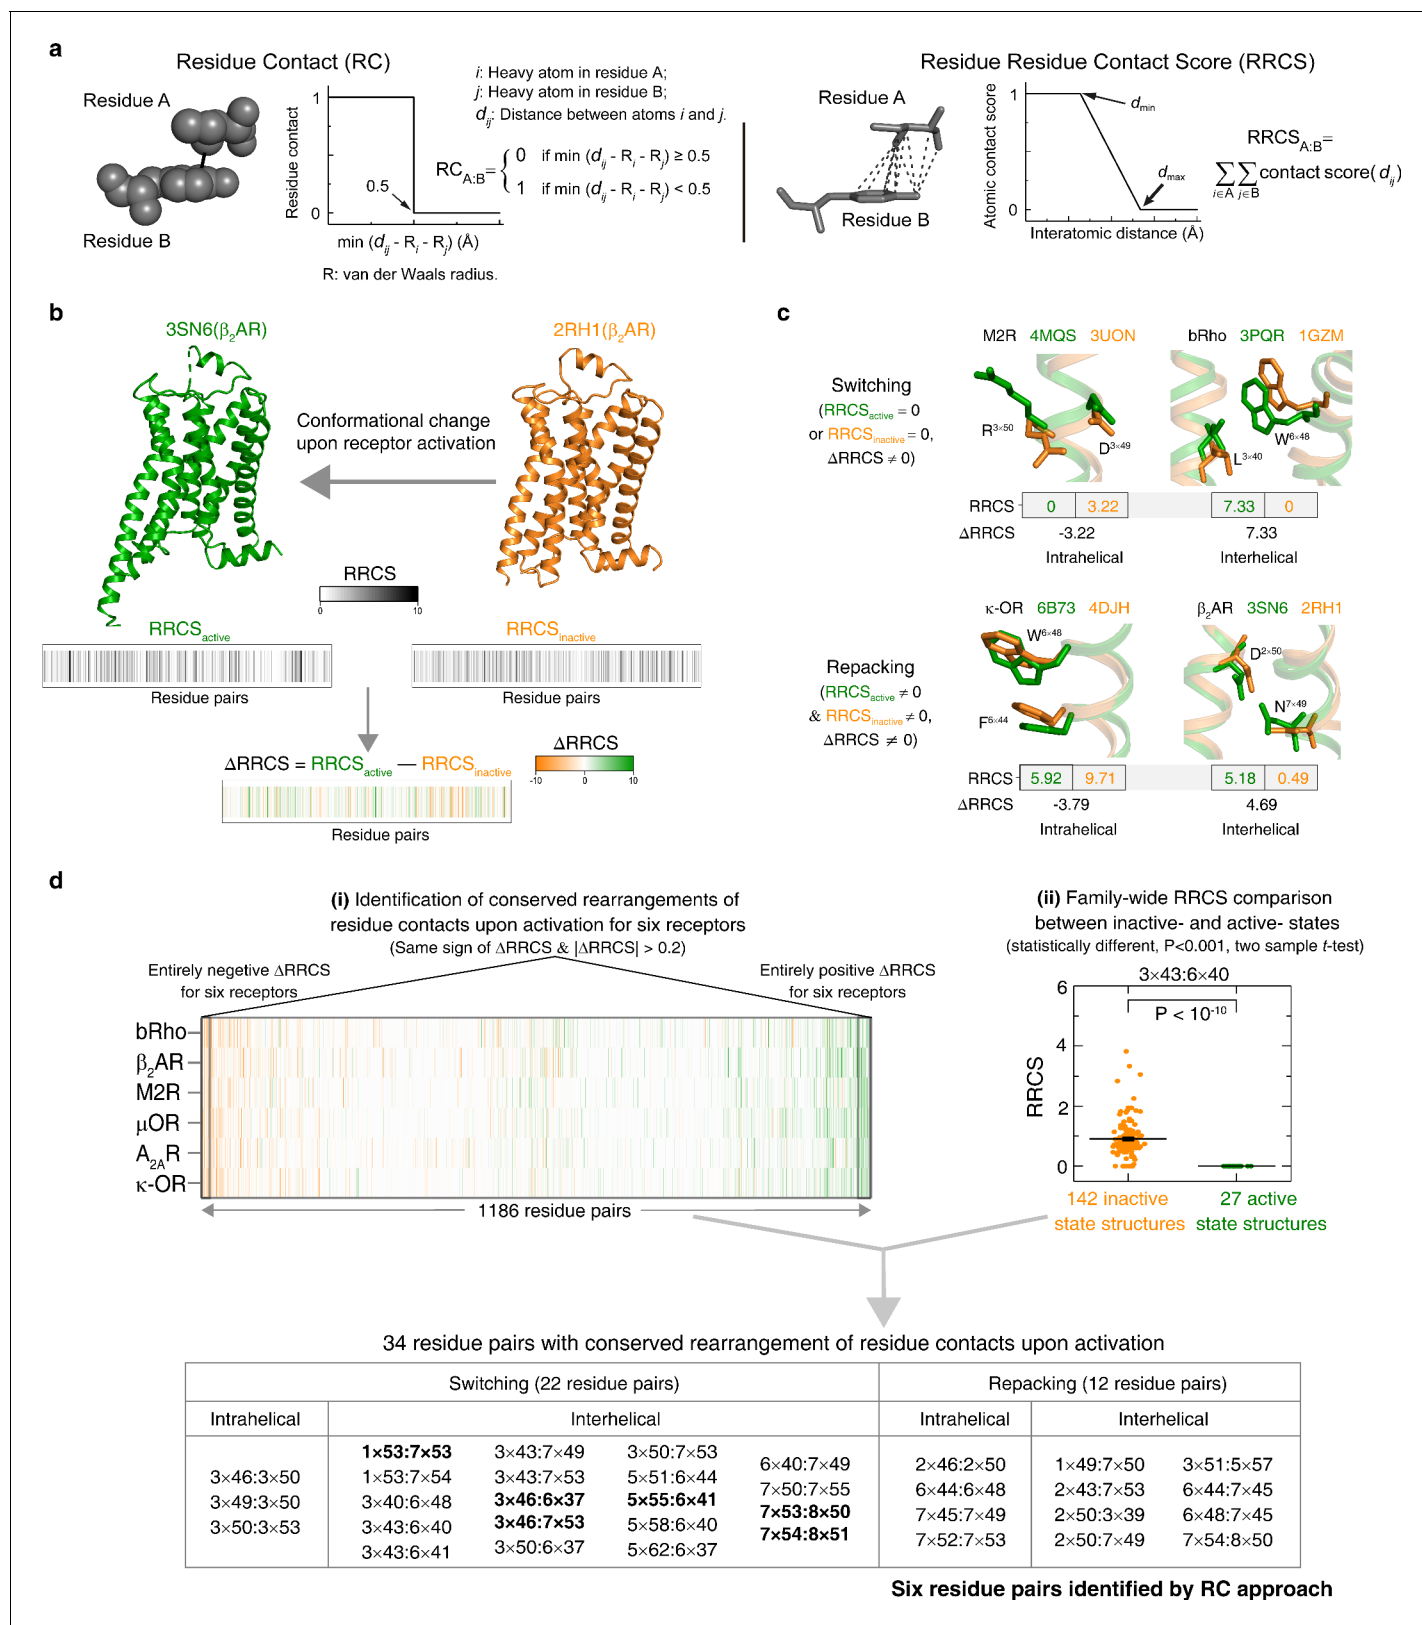 a
Residue Contact (RC)
Residue A
Residue B
Residue contact
1
0
0.5
min (dij - Ri - Rj) (Å)
R: van der Waals radius.
i: Heavy atom in residue A;
j: Heavy atom in residue B;
dij: Distance between atoms i and j.
RCA:B= { 0 if min (dij - Ri - Rj) ≥ 0.5
1 if min (dij - Ri - Rj) < 0.5
Residue Residue Contact Score (RRCS)
Residue A
Residue B
Atomic contact score
1
0
dmin
dmax
Interatomic distance (Å)
RRCSA:B=
∑i∈A ∑j∈B contact score(dij)
b
3SN6(β2AR)
2RH1(β2AR)
Conformational change
upon receptor activation
RRCS
0 10
RRCSactive
RRCSinactive
Residue pairs
Residue pairs
ΔRRCS = RRCSactive — RRCSinactive
ΔRRCS
-10 0 10
Residue pairs
c
Switching
(RRCSactive = 0
or RRCSinactive = 0,
ΔRRCS ≠ 0)
M2R 4MQS 3UON
R3×50
D3×49
bRho 3PQR 1GZM
W6×48
L3×40
RRCS 0 3.22 7.33 0
ΔRRCS -3.22 7.33
Intrahelical Interhelical
Repacking
(RRCSactive ≠ 0
& RRCSinactive ≠ 0,
ΔRRCS ≠ 0)
κ-OR 6B73 4DJH
W6×48
F6×44
β2AR 3SN6 2RH1
D2×50
N7×49
RRCS 5.92 9.71 5.18 0.49
ΔRRCS -3.79 4.69
Intrahelical Interhelical
d
(i) Identification of conserved rearrangements of
residue contacts upon activation for six receptors
(Same sign of ΔRRCS & |ΔRRCS| > 0.2)
Entirely negetive ΔRRCS
for six receptors
Entirely positive ΔRRCS
for six receptors
bRho
β2AR
M2R
μOR
A2AR
κ-OR
1186 residue pairs
(ii) Family-wide RRCS comparison
between inactive- and active- states
(statistically different, P<0.001, two sample t-test)
3×43:6×40
P < 10-10
RRCS
6
4
2
0
142 inactive
state structures
27 active
state structures
34 residue pairs with conserved rearrangement of residue contacts upon activation
Switching (22 residue pairs) Repacking (12 residue pairs)
Intrahelical Interhelical Intrahelical Interhelical
3×46:3×50
3×49:3×50
3×50:3×53
1×53:7×53
1×53:7×54
3×40:6×48
3×43:6×40
3×43:6×41
3×43:7×49
3×43:7×53
3×46:6×37
3×46:7×53
3×50:6×37
3×50:7×53
5×51:6×44
5×55:6×41
5×58:6×40
5×62:6×37
6×40:7×49
7×50:7×55
7×53:8×50
7×54:8×51
2×46:2×50
6×44:6×48
7×45:7×49
7×52:7×53
1×49:7×50
2×43:7×53
2×50:3×39
2×50:7×49
3×51:5×57
6×44:7×45
6×48:7×45
7×54:8×50
Six residue pairs identified by RC approach